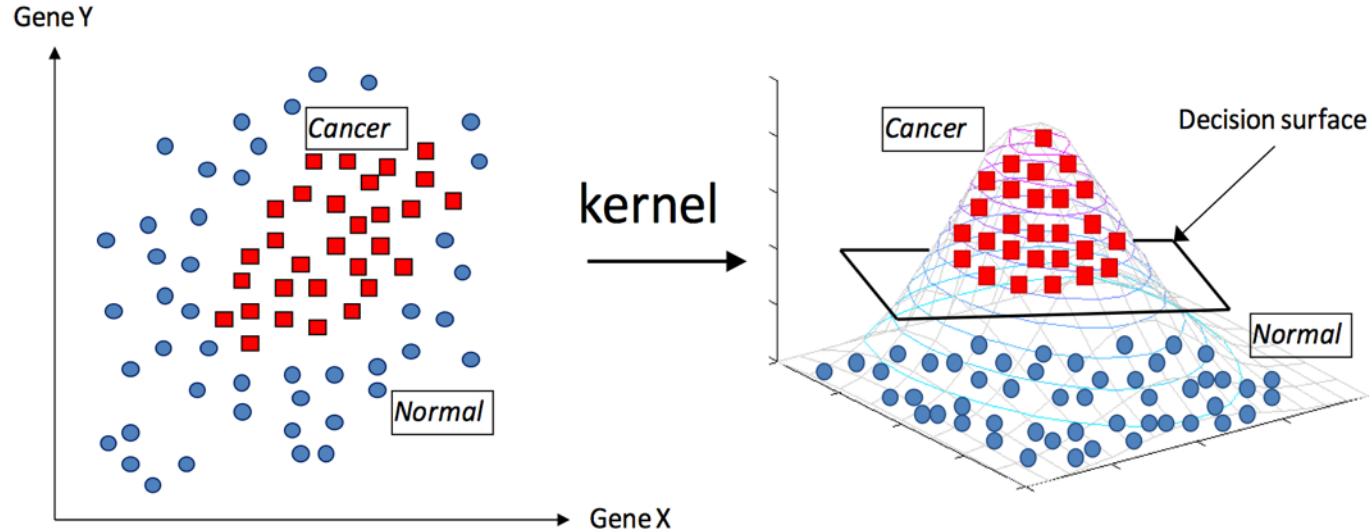 Gene Y
Cancer
Normal
Gene X
kernel
Cancer
Decision surface
Normal